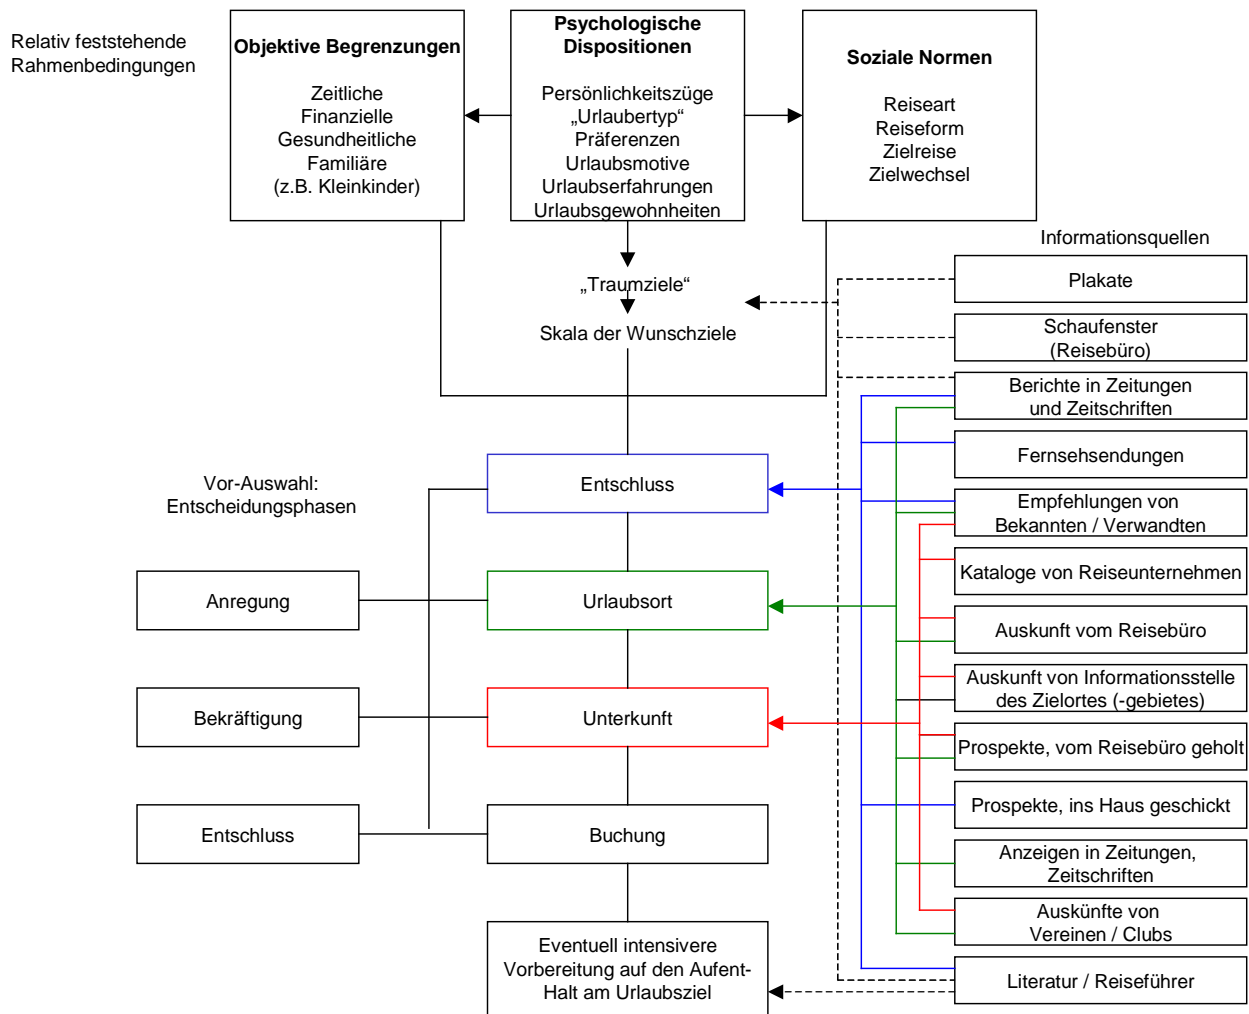 Relativ feststehende
Rahmenbedingungen
Objektive Begrenzungen
Zeitliche
Finanzielle
Gesundheitliche
Familiäre
(z.B. Kleinkinder)
Psychologische
Dispositionen
Persönlichkeitszüge
„Urlaubertyp“
Präferenzen
Urlaubsmotive
Urlaubserfahrungen
Urlaubsgewohnheiten
Soziale Normen
Reiseart
Reiseform
Zielreise
Zielwechsel
„Traumziele“
Skala der Wunschziele
Informationsquellen
Plakate
Schaufenster
(Reisebüro)
Berichte in Zeitungen
und Zeitschriften
Fernsehsendungen
Empfehlungen von
Bekannten / Verwandten
Kataloge von Reiseunternehmen
Auskunft vom Reisebüro
Auskunft von Informationsstelle
des Zielortes (-gebietes)
Prospekte, vom Reisebüro geholt
Prospekte, ins Haus geschickt
Anzeigen in Zeitungen,
Zeitschriften
Auskünfte von
Vereinen / Clubs
Literatur / Reiseführer
Vor-Auswahl:
Entscheidungsphasen
Anregung
Bekräftigung
Entschluss
Entschluss
Urlaubsort
Unterkunft
Buchung
Eventuell intensivere
Vorbereitung auf den Aufent-
Halt am Urlaubsziel